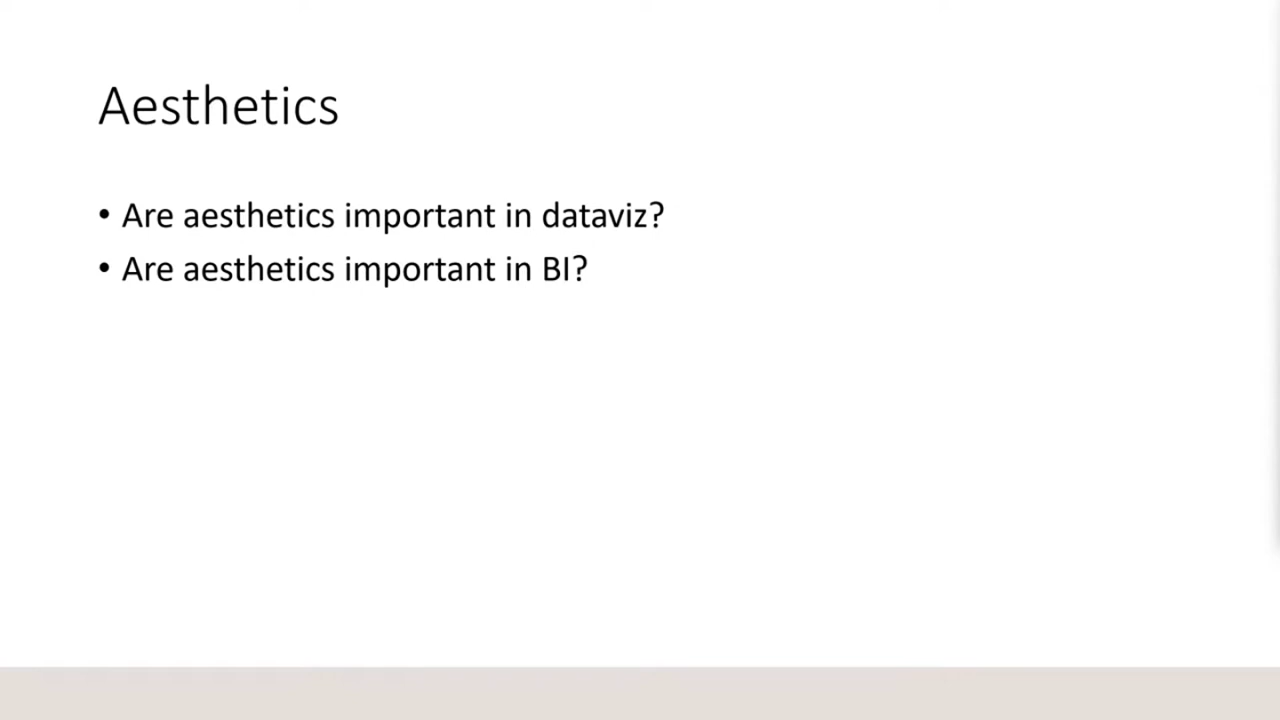 Aesthetics
• Are aesthetics important in dataviz?
• Are aesthetics important in BI?